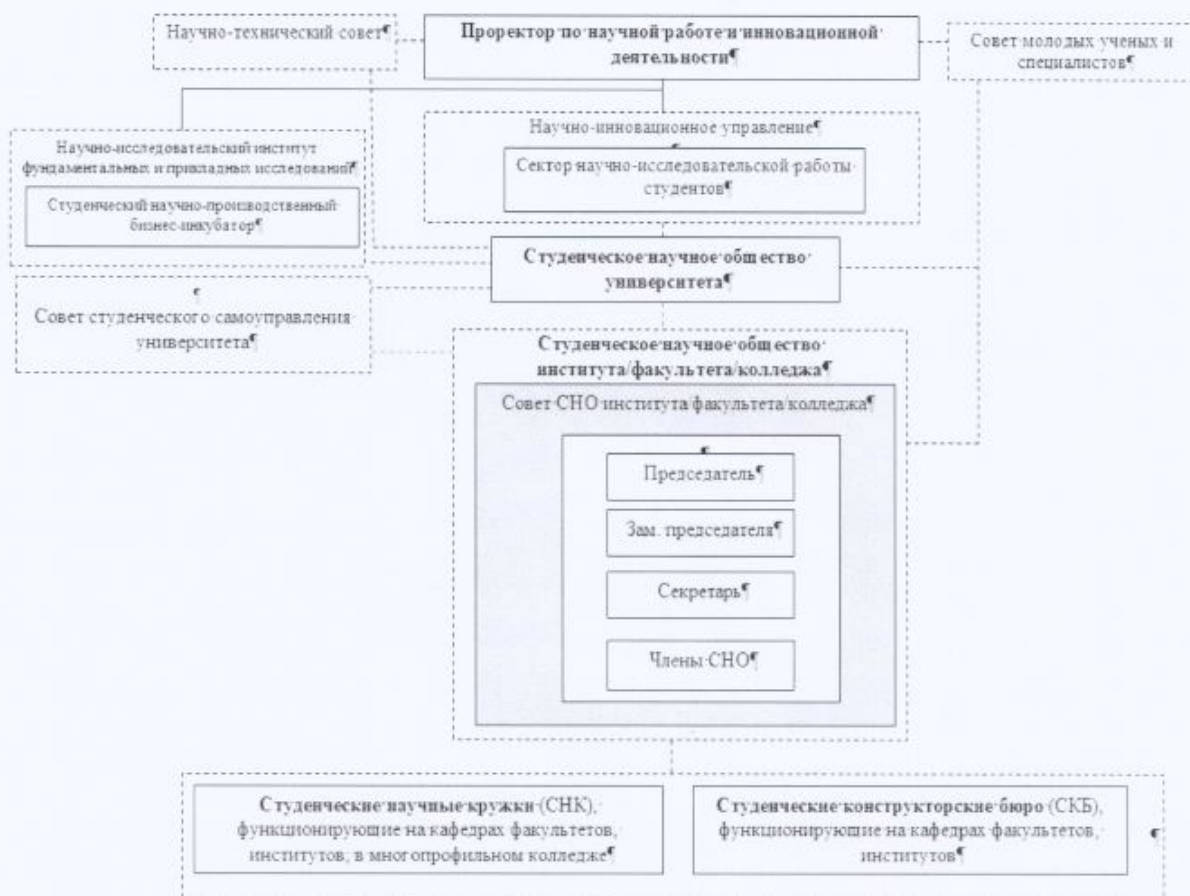 Научно-технический совет¶
Проректор по научной работе и инновационной
деятельности¶
Совет молодых ученых и
специалистов¶
Научно-исследовательский институт
фундаментальных и прикладных исследований¶
Студенческий научно-производственный
бизнес-инкубатор¶
Научно-инновационное управление¶
Сектор научно-исследовательской работы
студентов¶
Студенческое научное общество
университета¶
¶
Совет студенческого самоуправления
университета¶
Студенческое научное общество
института/факультета/колледжа¶
Совет СНО института/факультета/колледжа¶
¶
Председатель¶
Зам. председателя¶
Секретарь¶
Члены СНО¶
Студенческие научные кружки (СНК),
функционирующие на кафедрах факультетов,
институтов, в многопрофильном колледже¶
Студенческие конструкторские бюро (СКБ),
функционирующие на кафедрах факультетов,
институтов¶
¶